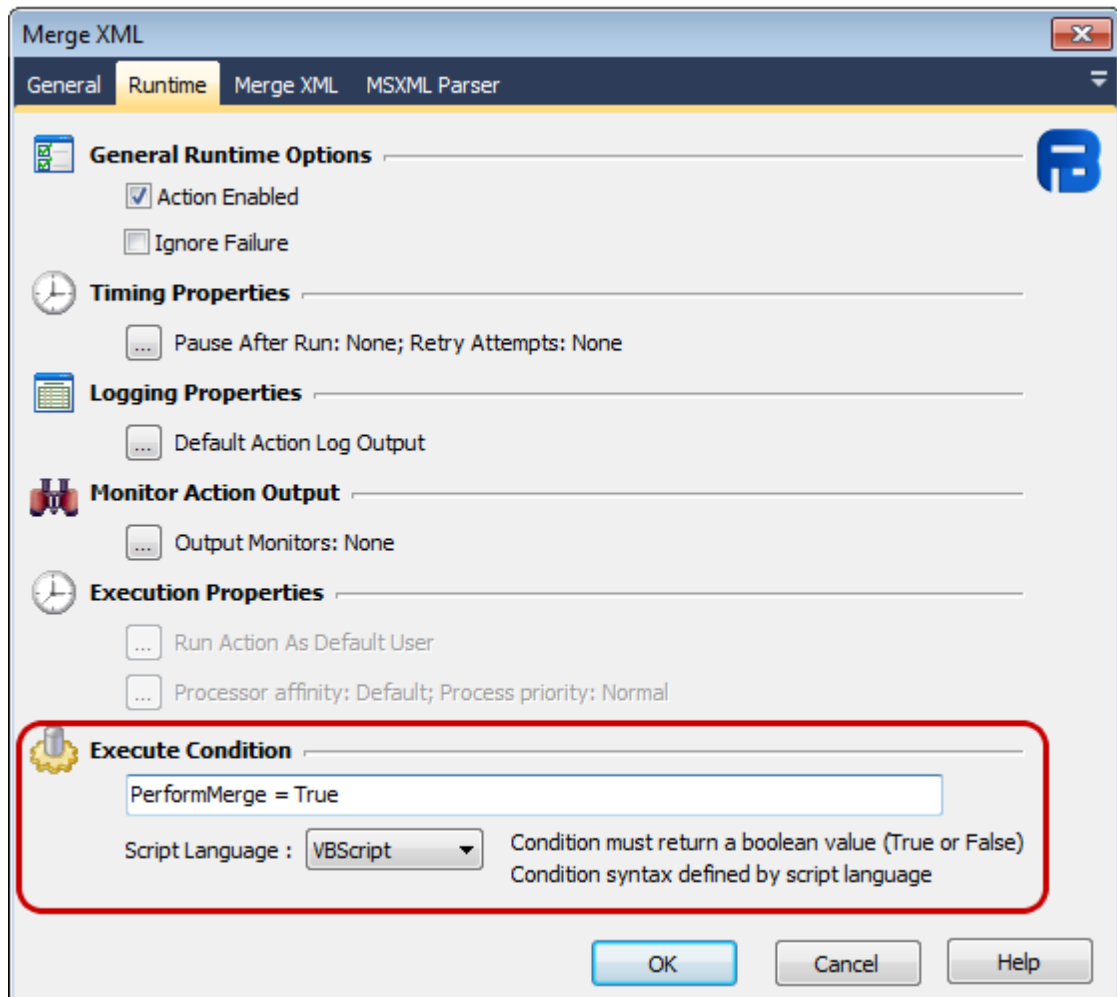 Merge XML
General Runtime Merge XML MSXML Parser
General Runtime Options
Action Enabled
Ignore Failure
Timing Properties
... Pause After Run: None; Retry Attempts: None
Logging Properties
... Default Action Log Output
Monitor Action Output
... Output Monitors: None
Execution Properties
... Run Action As Default User
... Processor affinity: Default; Process priority: Normal
Execute Condition
PerformMerge = True
Script Language : VBScript Condition must return a boolean value (True or False)
Condition syntax defined by script language
OK Cancel Help